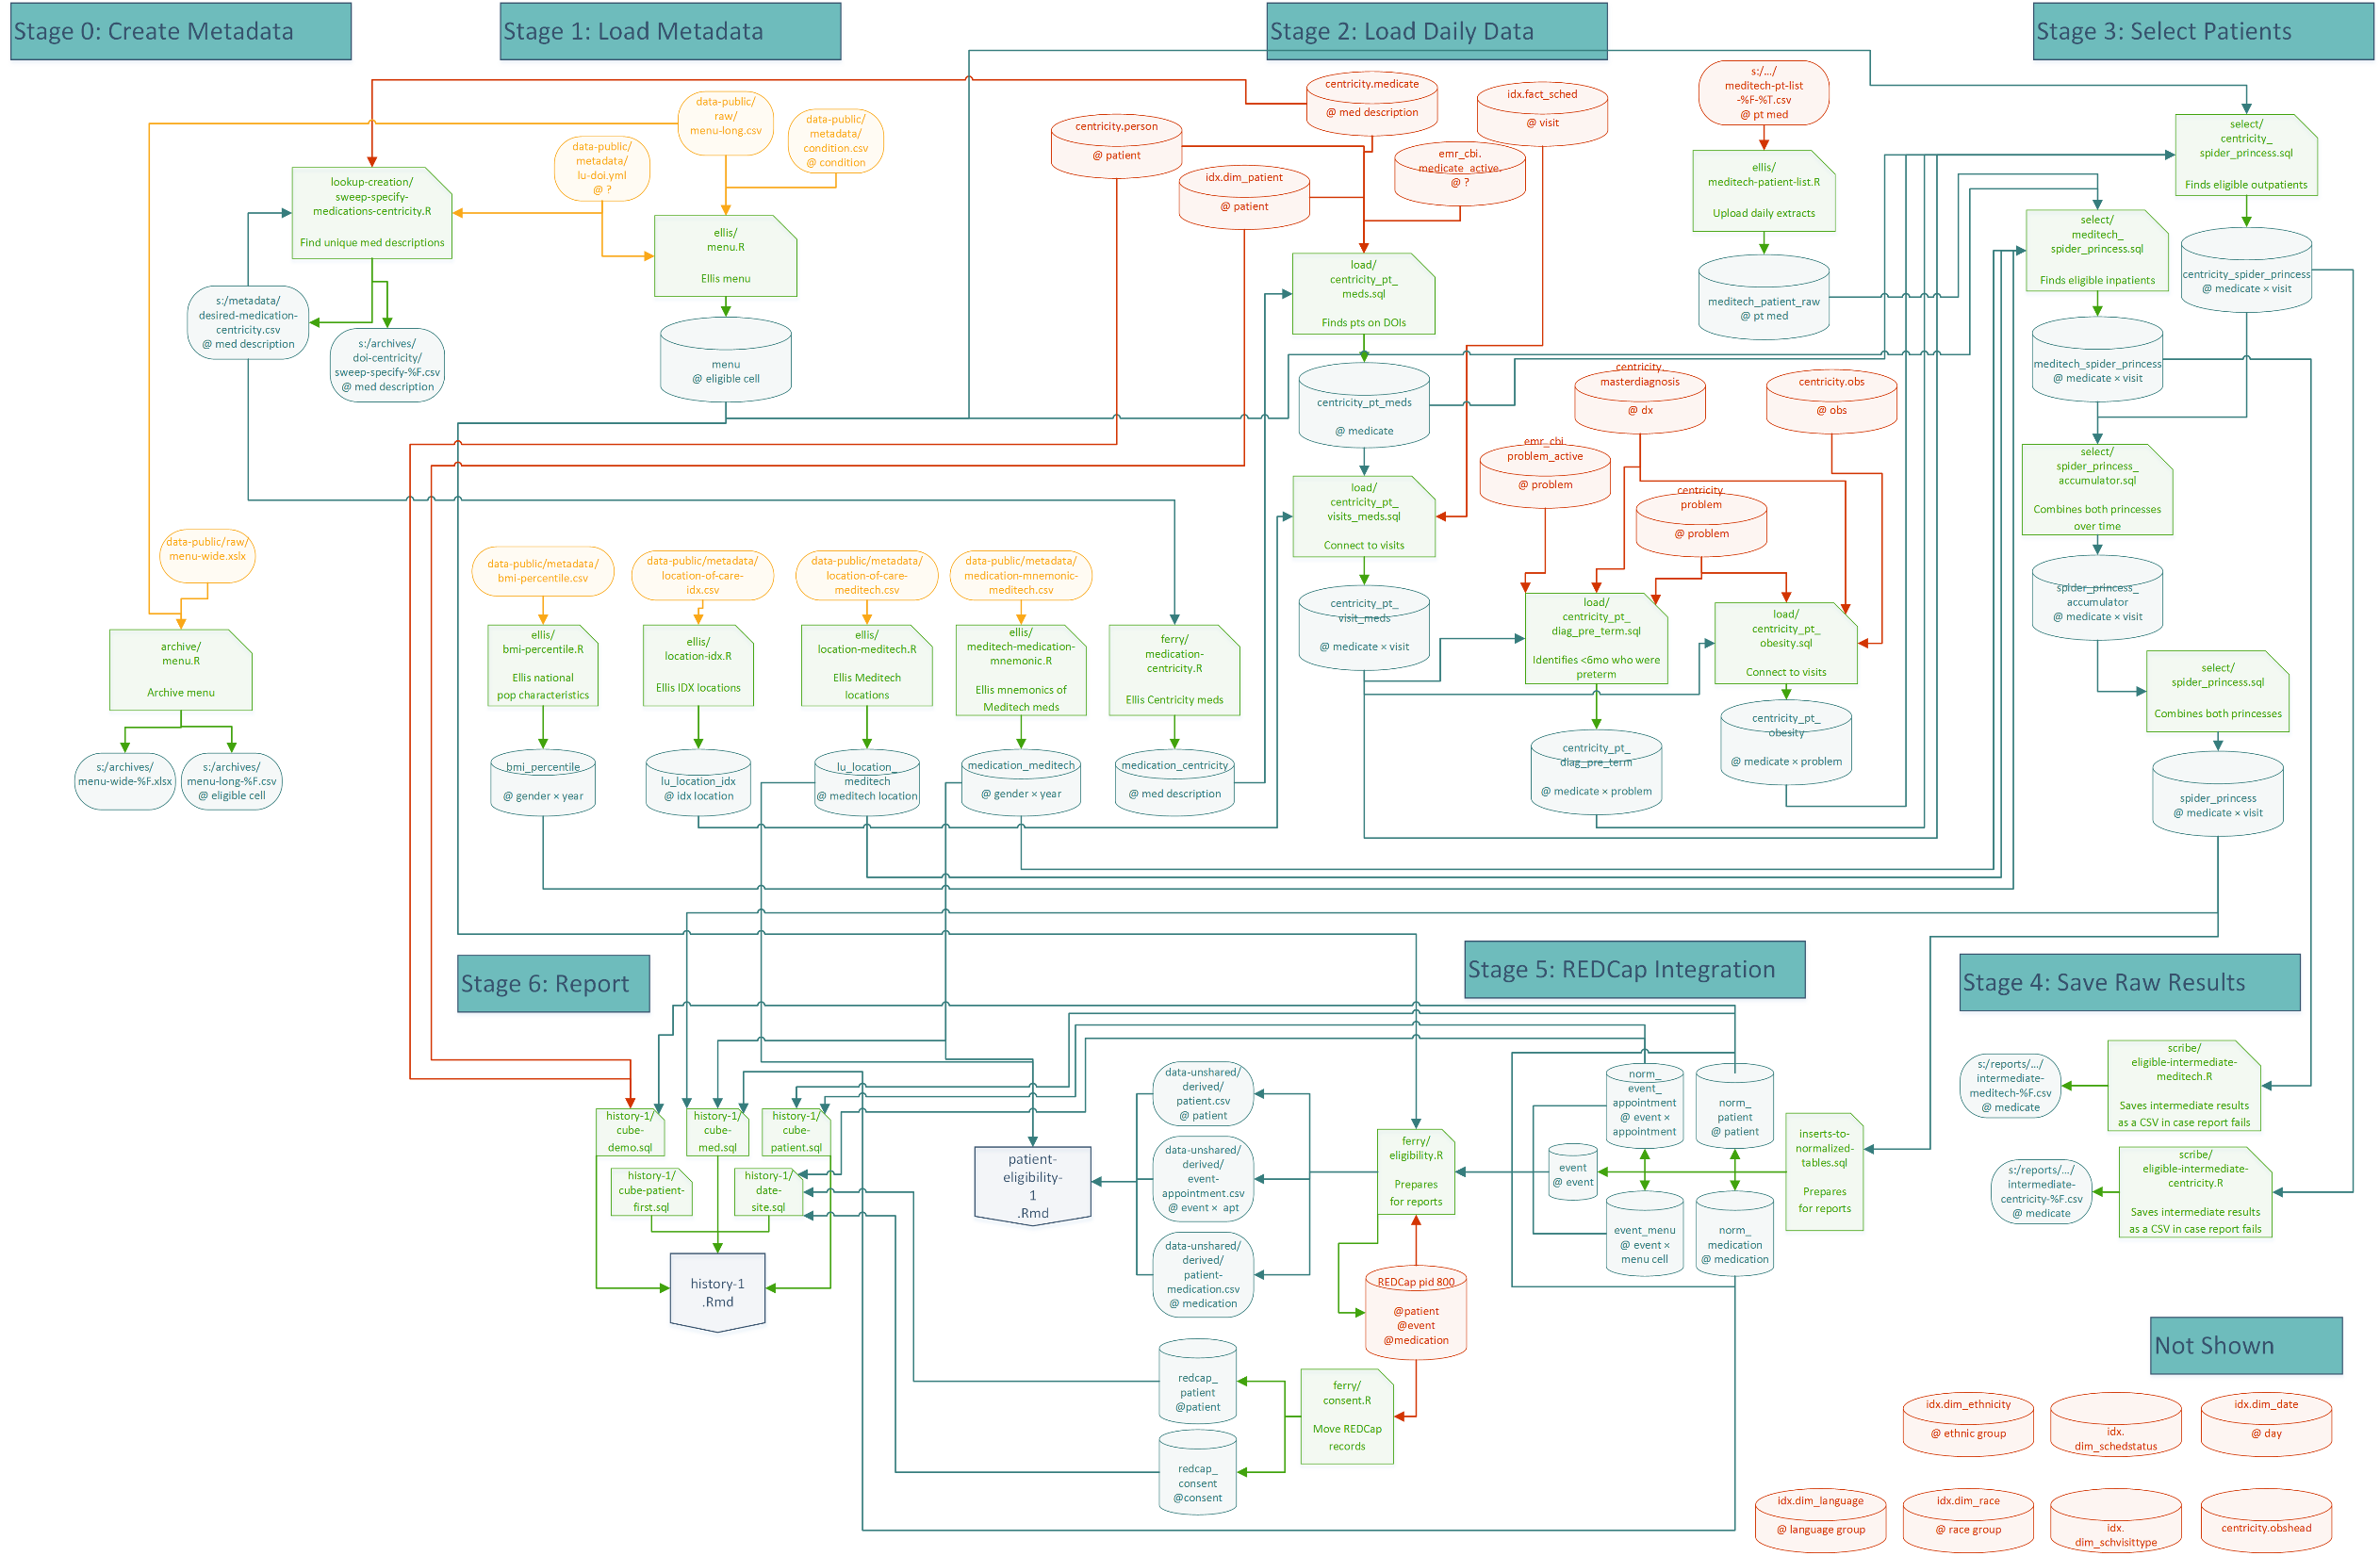 Stage 0: Create Metadata
Stage 1: Load Metadata
Stage 2: Load Daily Data
Stage 3: Select Patients
data-public/
raw/
menu-long.csv
data-public/
metadata/
condition.csv
@ condition
data-public/
metadata/
lu-doi.yml
@ ?
lookup-creation/
sweep-specify-
medications-centricity.R
Find unique med descriptions
ellis/
menu.R
Ellis menu
s:/metadata/
desired-medication-
centricity.csv
@ med description
s:/archives/
doi-centricity/
sweep-specify-%F.csv
@ med description
menu
@ eligible cell
centricity.medicate
@ med description
centricity.person
@ patient
idx.fact_sched
@ visit
idx.dim_patient
@ patient
emr_cbi.
medicate_active
@ ?
s:/.../
meditech-pt-list
-%F-%T.csv
@ pt med
ellis/
meditech-patient-list.R
Upload daily extracts
meditech_patient_raw
@ pt med
load/
centricity_pt_
meds.sql
Finds pts on DOIs
centricity_pt_meds
@ medicate
load/
centricity_pt_
visits_meds.sql
Connect to visits
centricity_pt_
visit_meds
@ medicate × visit
centricity.
masterdiagnosis
@ dx
centricity.obs
@ obs
emr_cbi.
problem_active
@ problem
centricity.
problem
@ problem
load/
centricity_pt_
diag_pre_term.sql
Identifies <6mo who were
preterm
load/
centricity_pt_
obesity.sql
Connect to visits
centricity_pt_
diag_pre_term
@ medicate × problem
centricity_pt_
obesity
@ medicate × problem
select/
centricity_
spider_princess.sql
Finds eligible outpatients
select/
meditech_
spider_princess.sql
Finds eligible inpatients
centricity_spider_princess
@ medicate × visit
meditech_spider_princess
@ medicate × visit
select/
spider_princess_
accumulator.sql
Combines both princesses
over time
spider_princess_
accumulator
@ medicate × visit
select/
spider_princess.sql
Combines both princesses
spider_princess
@ medicate × visit
data-public/raw/
menu-wide.xslx
archive/
menu.R
Archive menu
s:/archives/
menu-wide-%F.xlsx
s:/archives/
menu-long-%F.csv
@ eligible cell
data-public/metadata/
bmi-percentile.csv
data-public/metadata/
location-of-care-
idx.csv
data-public/metadata/
location-of-care-
meditech.csv
data-public/metadata/
medication-mnemonic-
meditech.csv
ellis/
bmi-percentile.R
Ellis national
pop characteristics
ellis/
location-idx.R
Ellis IDX locations
ellis/
location-meditech.R
Ellis Meditech
locations
ellis/
meditech-medication-
mnemonic.R
Ellis mnemonics of
Meditech meds
ferry/
medication-
centricity.R
Ellis Centricity meds
bmi_percentile
@ gender × year
lu_location_idx
@ idx location
lu_location_
meditech
@ meditech location
medication_meditech
@ gender × year
medication_centricity
@ med description
Stage 6: Report
Stage 5: REDCap Integration
Stage 4: Save Raw Results
s:/reports/.../
intermediate-
meditech-%F.csv
@ medicate
scribe/
eligible-intermediate-
meditech.R
Saves intermediate results
as a CSV in case report fails
s:/reports/.../
intermediate-
centricity-%F.csv
@ medicate
scribe/
eligible-intermediate-
centricity.R
Saves intermediate results
as a CSV in case report fails
history-1/
cube-
demo.sql
history-1/
cube-
med.sql
history-1/
cube-
patient.sql
history-1/
cube-patient-
first.sql
history-1/
date-
site.sql
history-1
.Rmd
patient-
eligibility-
1
.Rmd
data-unshared/
derived/
patient.csv
@ patient
data-unshared/
derived/
event-
appointment.csv
@ event × apt
data-unshared/
derived/
patient-
medication.csv
@ medication
ferry/
eligibility.R
Prepares
for reports
event
@ event
norm_
event_
appointment
@ event ×
appointment
norm_
patient
@ patient
event_menu
@ event ×
menu cell
norm_
medication
@ medication
inserts-to-
normalized-
tables.sql
Prepares
for reports
REDCap pid 800
@patient
@event
@medication
redcap_
patient
@patient
redcap_
consent
@consent
ferry/
consent.R
Move REDCap
records
Not Shown
idx.dim_ethnicity
@ ethnic group
idx.
dim_schedstatus
idx.dim_date
@ day
idx.dim_language
@ language group
idx.dim_race
@ race group
idx.
dim_schvisittype
centricity.obshead